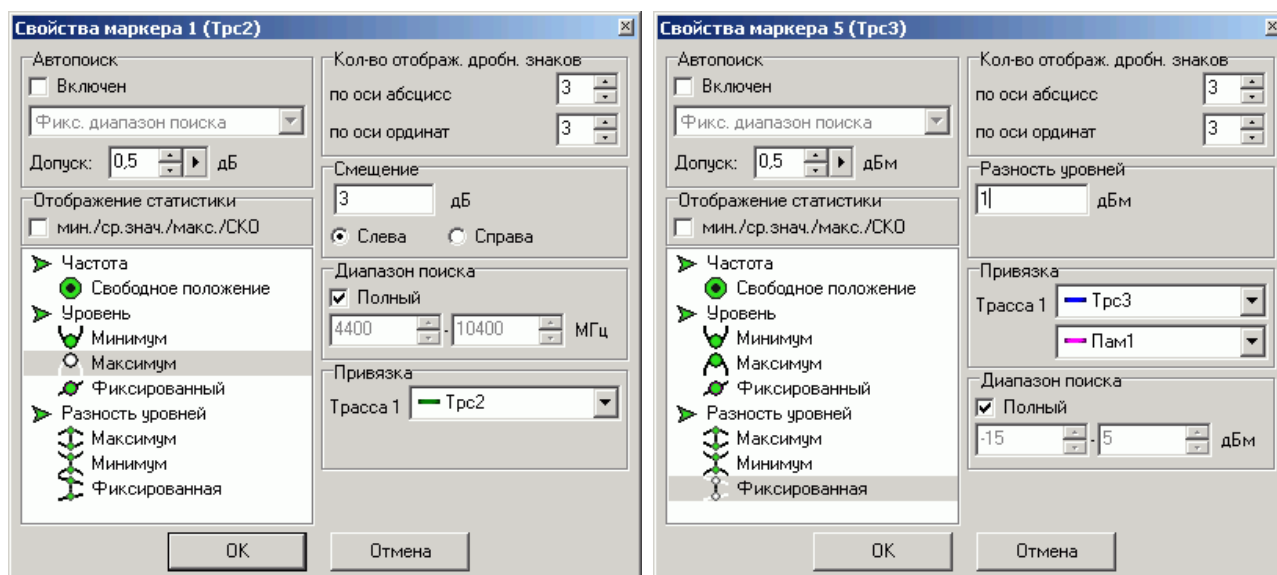 Свойства маркера 1 (Трс2)
Автопоиск
Включен
Фикс. диапазон поиска
Допуск: 0,5 дБ
Отображение статистики
мин./ср.знач./макс./СКО
Частота
Свободное положение
Уровень
Минимум
Максимум
Фиксированный
Разность уровней
Максимум
Минимум
Фиксированная
Кол-во отображ. дробн. знаков
по оси абсцисс 3
по оси ординат 3
Смещение
3 дБ
Слева Справа
Диапазон поиска
Полный
4400 - 10400 МГц
Привязка
Трасса 1 Трс2
OK Отмена
Свойства маркера 5 (Трс3)
Автопоиск
Включен
Фикс. диапазон поиска
Допуск: 0,5 дБм
Отображение статистики
мин./ср.знач./макс./СКО
Частота
Свободное положение
Уровень
Минимум
Максимум
Фиксированный
Разность уровней
Максимум
Минимум
Фиксированная
Кол-во отображ. дробн. знаков
по оси абсцисс 3
по оси ординат 3
Разность уровней
1 дБм
Привязка
Трасса 1 Трс3
Пам1
Диапазон поиска
Полный
-15 - 5 дБм
OK Отмена